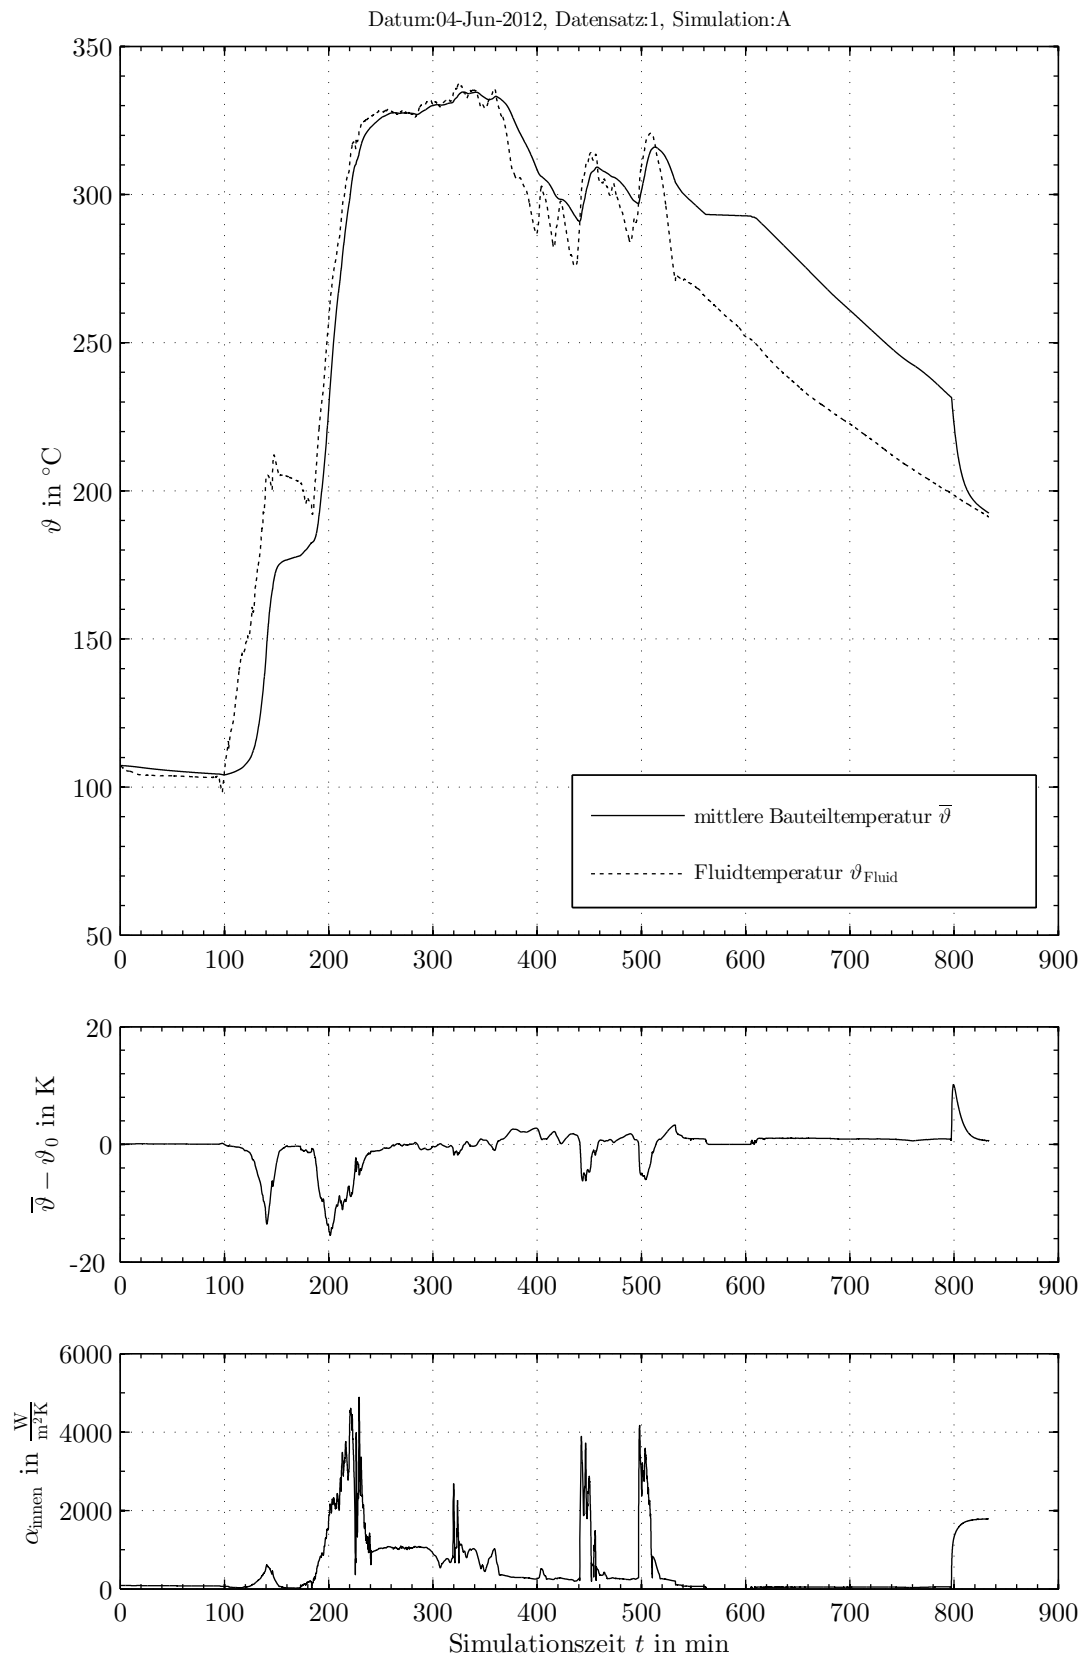 Datum:04-Jun-2012, Datensatz:1, Simulation:A
350
300
250
200
150
100
50
ϑ in °C
mittlere Bauteiltemperatur ϑ̅
Fluidtemperatur ϑ_Fluid
0 100 200 300 400 500 600 700 800 900
20
0
-20
ϑ̅ − ϑ₀ in K
0 100 200 300 400 500 600 700 800 900
6000
4000
2000
0
α_innen in W/m²K
0 100 200 300 400 500 600 700 800 900
Simulationszeit t in min